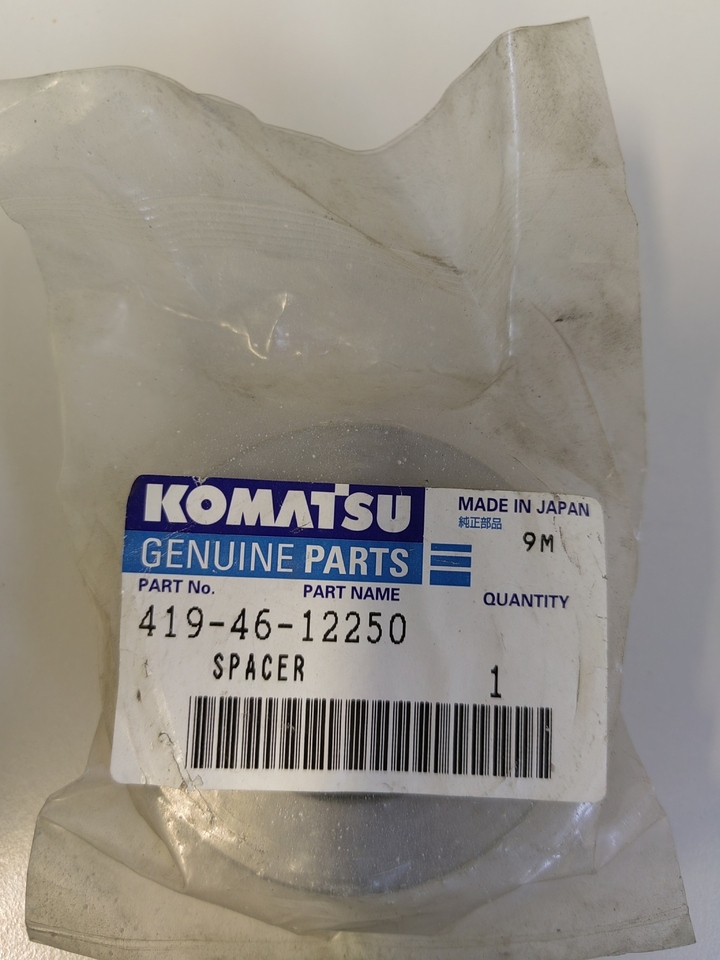 KOMATSU
GENUINE PARTS
MADE IN JAPAN
純正部品
9M
PART No. PART NAME QUANTITY
419-46-12250
SPACER 1